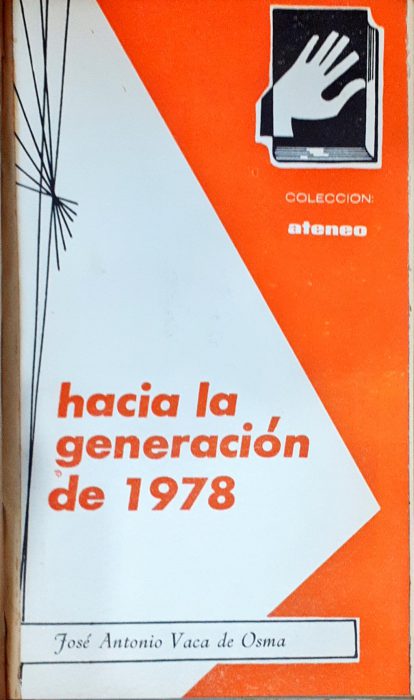 COLECCION:
ateneo
hacia la
generación
de 1978
José Antonio Vaca de Osma